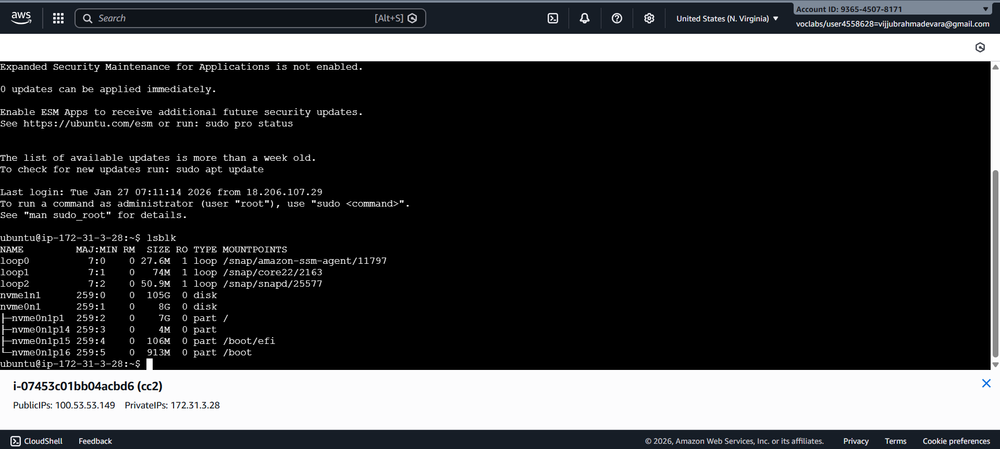 aws
Search [Alt+S]
United States (N. Virginia)
Account ID: 9365-4507-8171
voclabs/user4558628=vijjubrahmadevara@gmail.com
Expanded Security Maintenance for Applications is not enabled.
0 updates can be applied immediately.
Enable ESM Apps to receive additional future security updates.
See https://ubuntu.com/esm or run: sudo pro status
The list of available updates is more than a week old.
To check for new updates run: sudo apt update
Last login: Tue Jan 27 07:11:14 2026 from 18.206.107.29
To run a command as administrator (user "root"), use "sudo <command>".
See "man sudo_root" for details.
ubuntu@ip-172-31-3-28:~$ lsblk
NAME         MAJ:MIN RM  SIZE RO TYPE MOUNTPOINTS
loop0          7:0    0 27.6M  1 loop /snap/amazon-ssm-agent/11797
loop1          7:1    0   74M  1 loop /snap/core22/2163
loop2          7:2    0 50.9M  1 loop /snap/snapd/25577
nvme1n1      259:0    0  105G  0 disk
nvme0n1      259:1    0    8G  0 disk
├─nvme0n1p1  259:2    0    7G  0 part /
├─nvme0n1p14 259:3    0    4M  0 part
├─nvme0n1p15 259:4    0  106M  0 part /boot/efi
└─nvme0n1p16 259:5    0  913M  0 part /boot
ubuntu@ip-172-31-3-28:~$
i-07453c01bb04acbd6 (cc2)
PublicIPs: 100.53.53.149 PrivateIPs: 172.31.3.28
CloudShell Feedback © 2026, Amazon Web Services, Inc. or its affiliates. Privacy Terms Cookie preferences